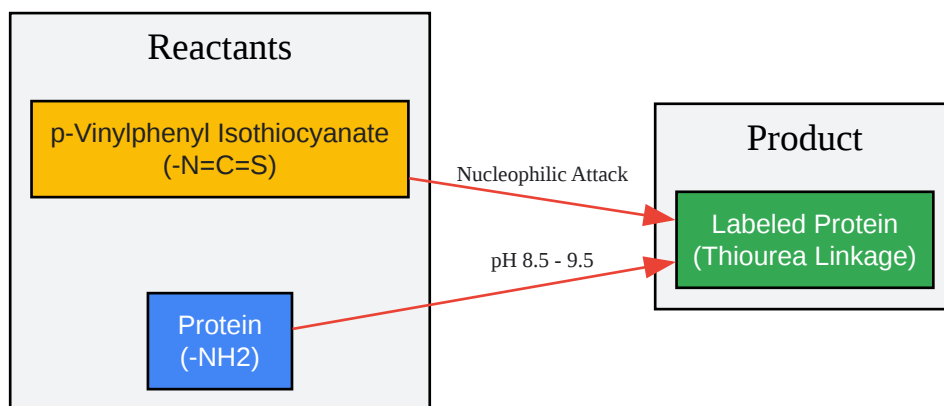 Reactants
p-Vinylphenyl Isothiocyanate
(-N=C=S)
Nucleophilic Attack
Product
Labeled Protein
(Thiourea Linkage)
pH 8.5 - 9.5
Protein
(-NH2)